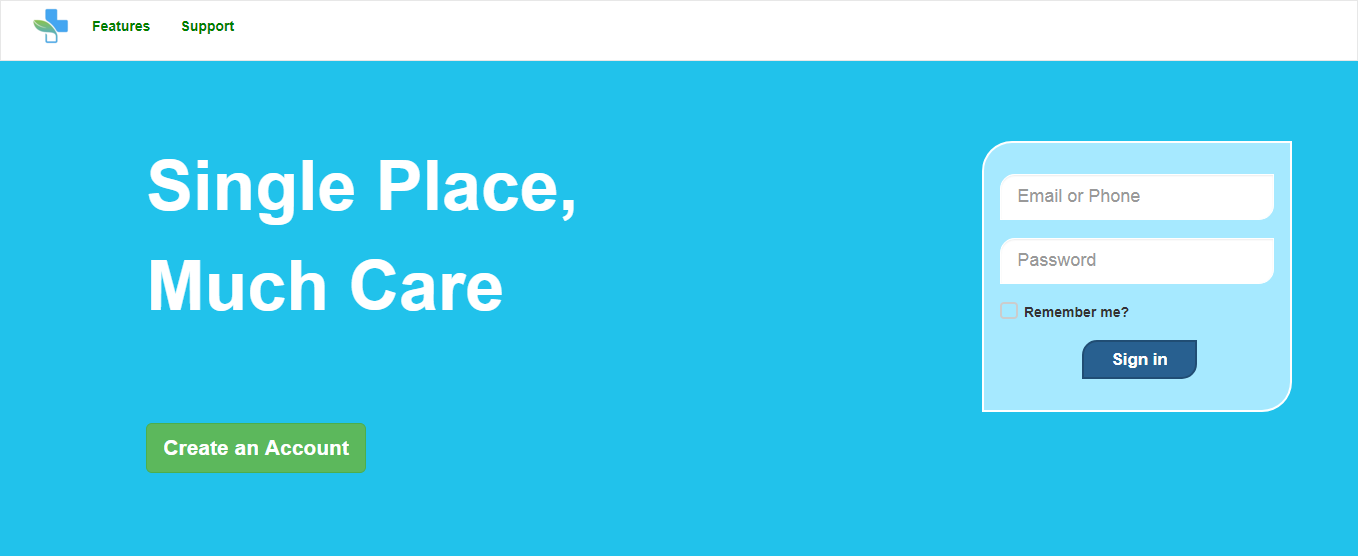 Features Support
Single Place,
Much Care
Create an Account
Email or Phone
Password
Remember me?
Sign in